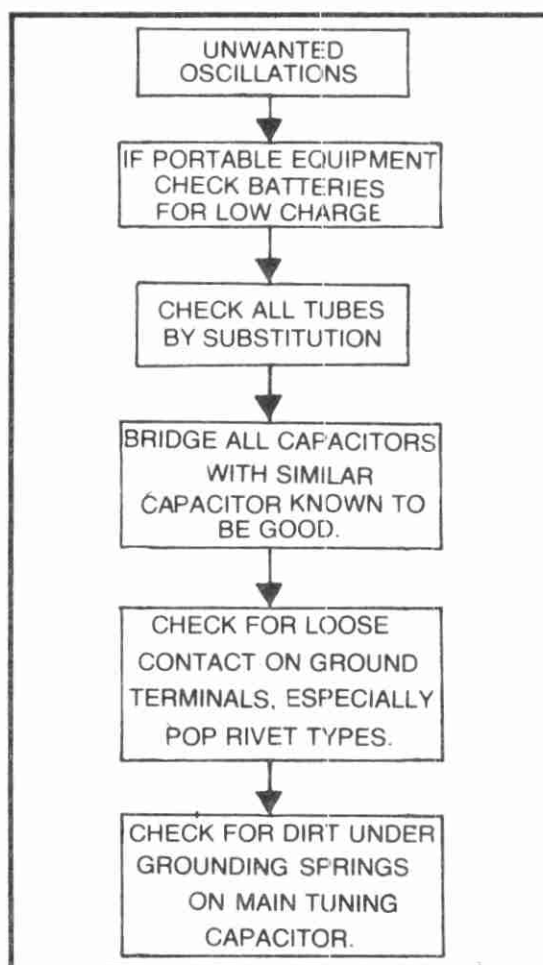 UNWANTED
OSCILLATIONS
IF PORTABLE EQUIPMENT
CHECK BATTERIES
FOR LOW CHARGE
CHECK ALL TUBES
BY SUBSTITUTION
BRIDGE ALL CAPACITORS
WITH SIMILAR
CAPACITOR KNOWN TO
BE GOOD.
CHECK FOR LOOSE
CONTACT ON GROUND
TERMINALS, ESPECIALLY
POP RIVET TYPES.
CHECK FOR DIRT UNDER
GROUNDING SPRINGS
ON MAIN TUNING
CAPACITOR.